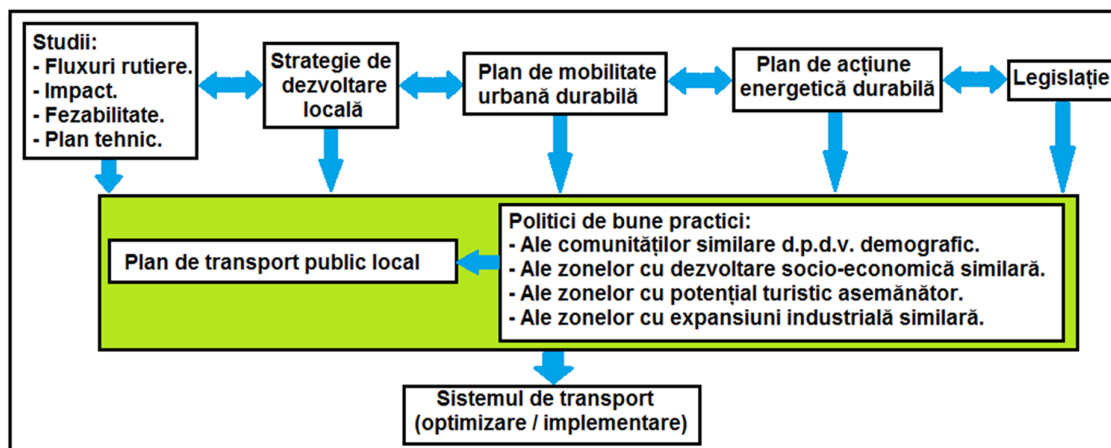 Studii:
- Fluxuri rutiere.
- Impact.
- Fezabilitate.
- Plan tehnic.
Strategie de
dezvoltare
locală
Plan de mobilitate
urbană durabilă
Plan de acțiune
energetică durabilă
Legislație
Plan de transport public local
Politici de bune practici:
- Ale comunităților similare d.p.d.v. demografic.
- Ale zonelor cu dezvoltare socio-economică similară.
- Ale zonelor cu potențial turistic asemănător.
- Ale zonelor cu expansiuni industrială similară.
Sistemul de transport
(optimizare / implementare)